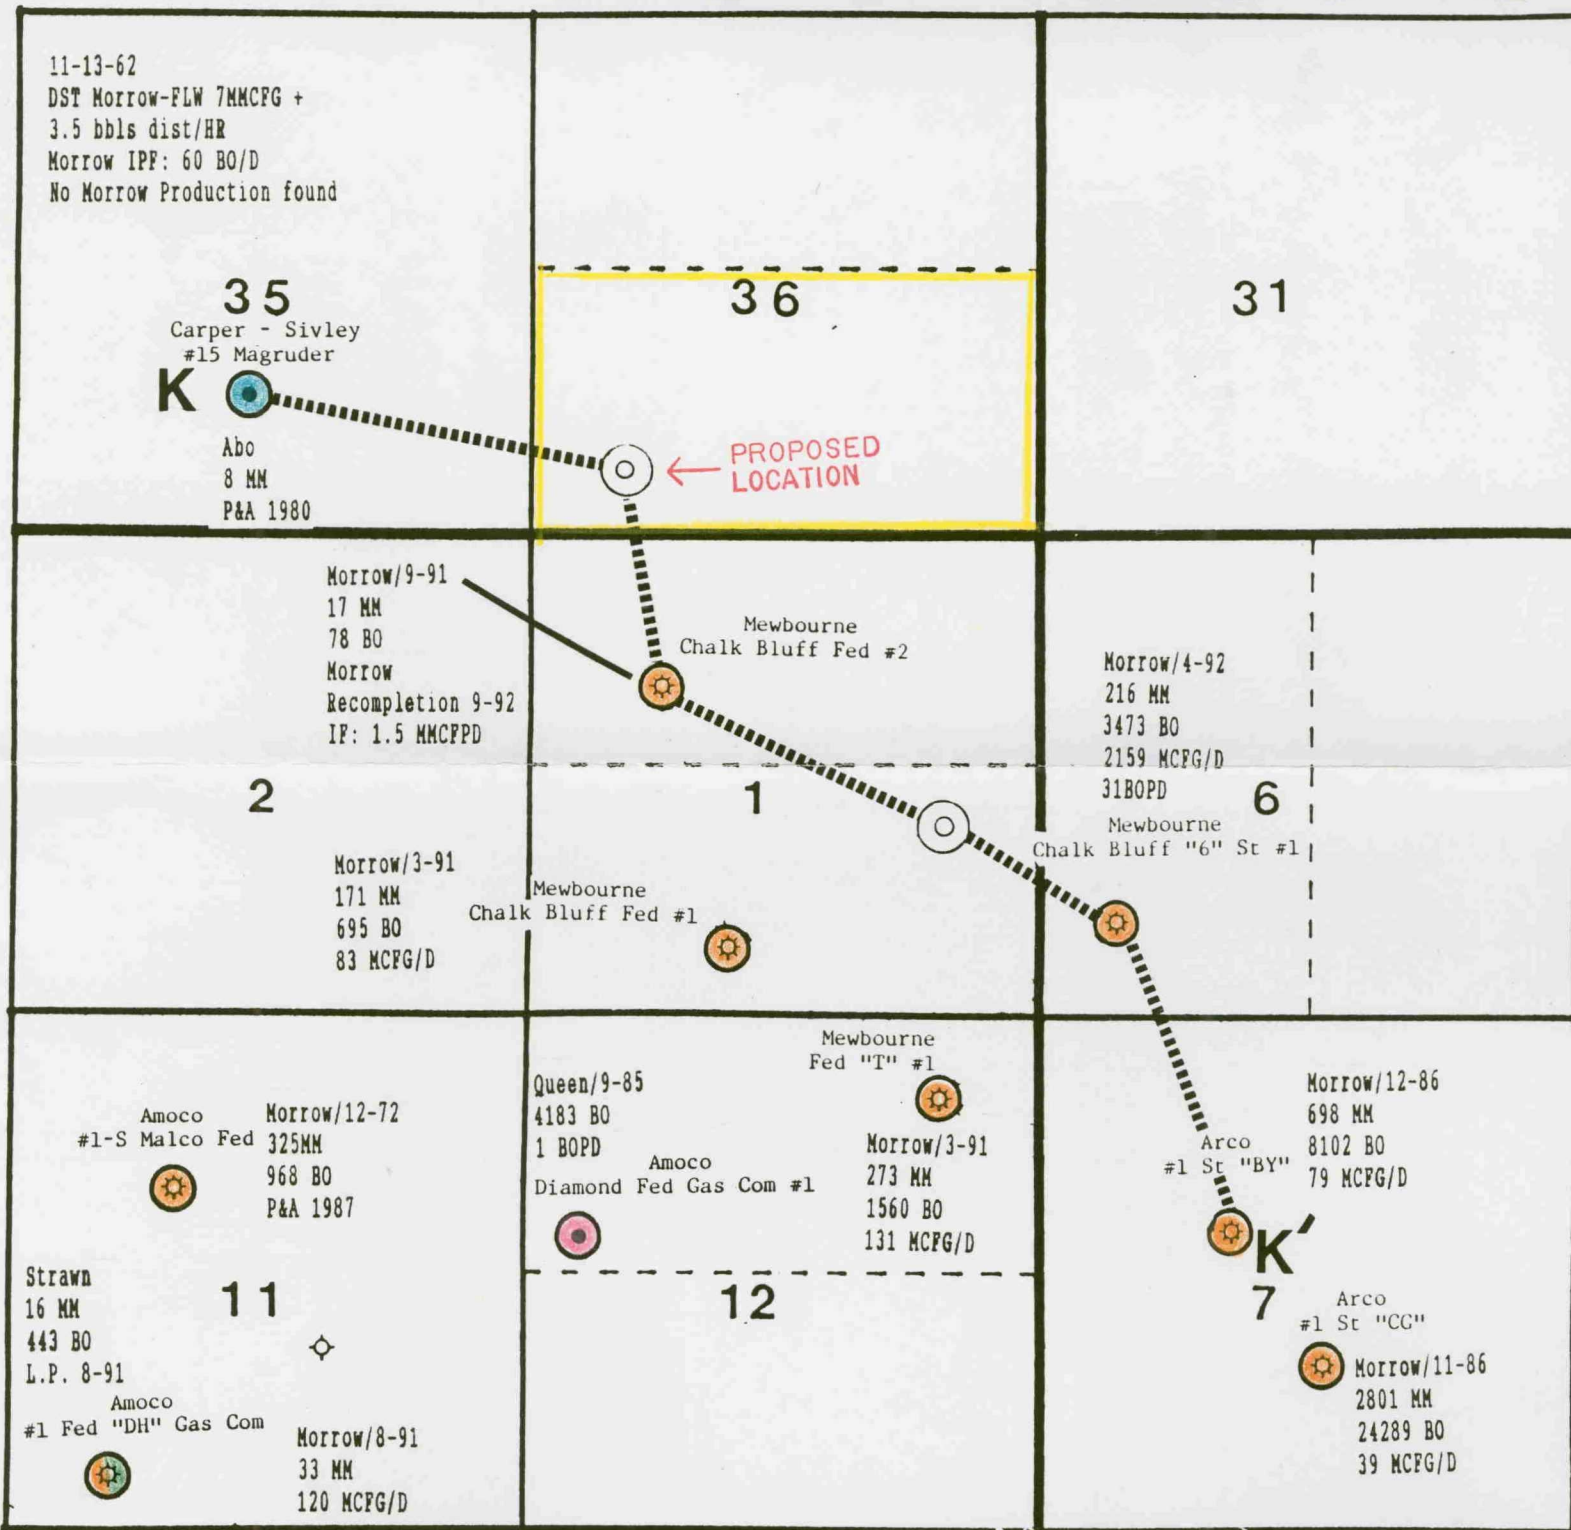 11-13-62
DST Morrow-FLW 7MMCFG +
3.5 bbls dist/HR
Morrow IPF: 60 BO/D
No Morrow Production found
35
Carper - Sivley
#15 Magruder
K
Abo
8 MM
P&A 1980
36
PROPOSED
LOCATION
31
Morrow/9-91
17 MM
78 BO
Morrow
Recompletion 9-92
IF: 1.5 MMCFPD
2
Mewbourne
Chalk Bluff Fed #2
1
Morrow/4-92
216 MM
3473 BO
2159 MCFG/D
31BOPD
6
Mewbourne
Chalk Bluff "6" St #1
Morrow/3-91
171 MM
695 BO
83 MCFG/D
Mewbourne
Chalk Bluff Fed #1
Amoco
#1-S Malco Fed
Morrow/12-72
325MM
968 BO
P&A 1987
Strawn
16 MM
443 BO
L.P. 8-91
11
Amoco
#1 Fed "DH" Gas Com
Morrow/8-91
33 MM
120 MCFG/D
Queen/9-85
4183 BO
1 BOPD
Amoco
Diamond Fed Gas Com #1
Mewbourne
Fed "T" #1
Morrow/3-91
273 MM
1560 BO
131 MCFG/D
12
Morrow/12-86
698 MM
8102 BO
79 MCFG/D
Arco
#1 St "BY"
K'
7
Arco
#1 St "CG"
Morrow/11-86
2801 MM
24289 BO
39 MCFG/D